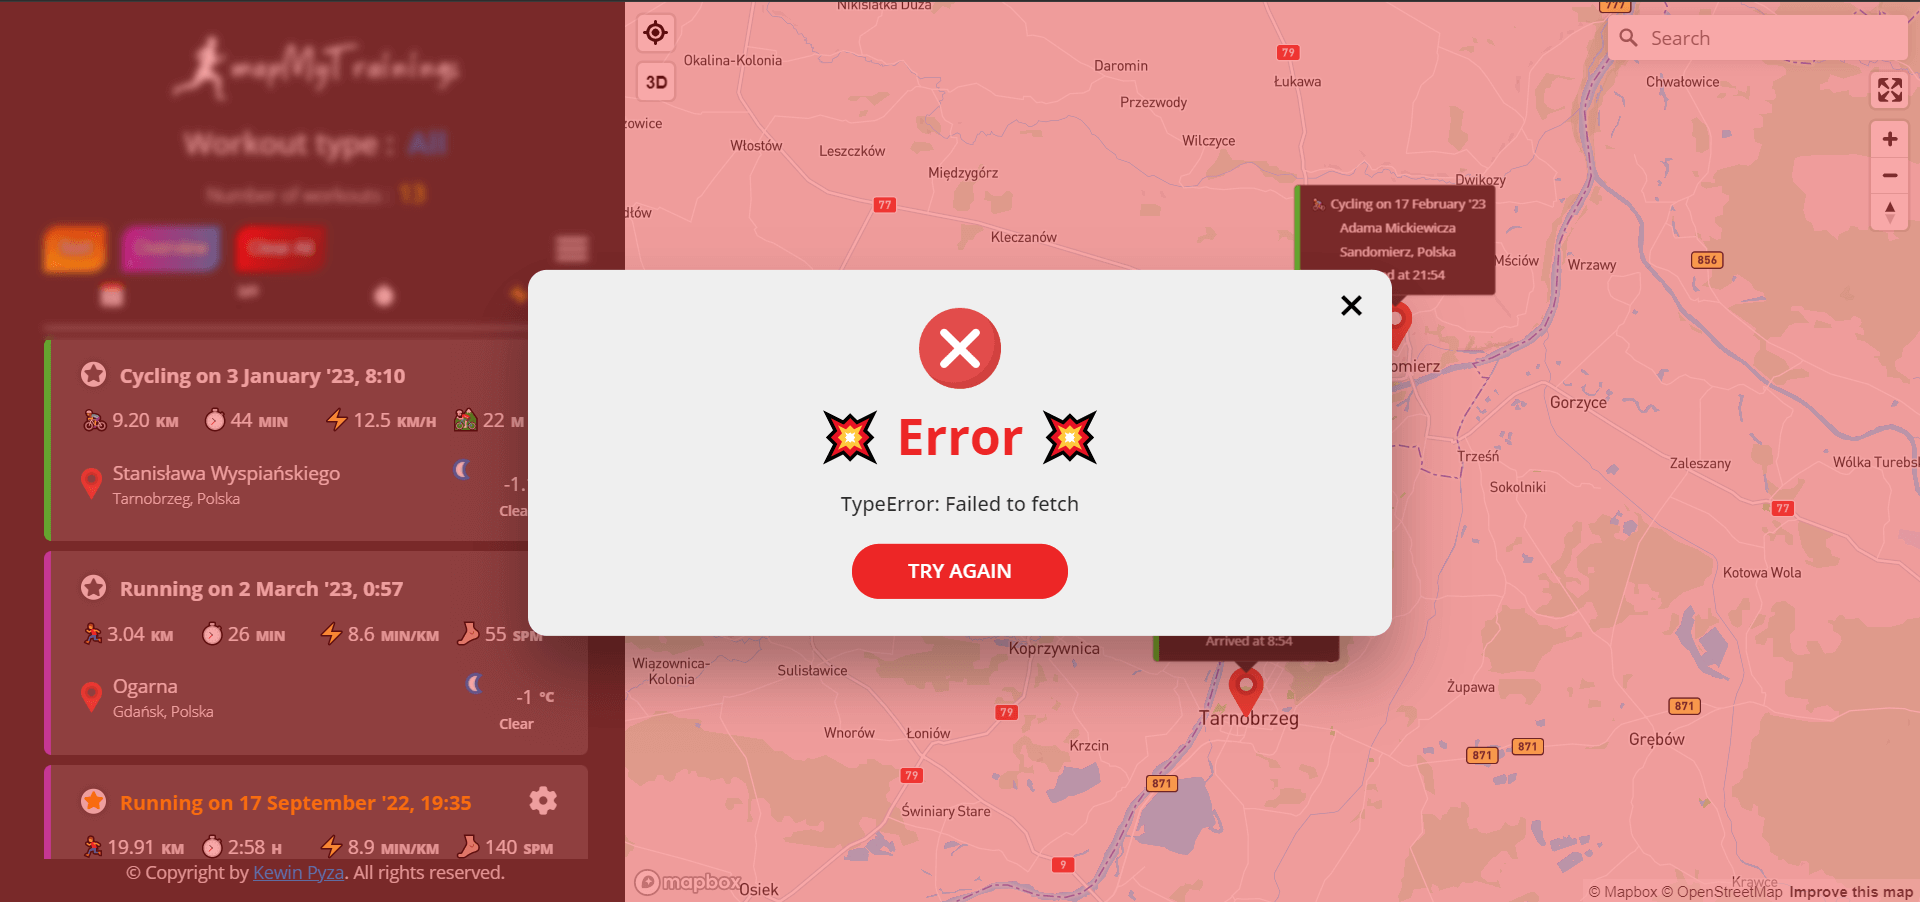 mapMyTrainings
Workout type : All
Number of workouts : 13
Sort
Overview
Clear All
Cycling on 3 January '23, 8:10
9.20 KM
44 MIN
12.5 KM/H
22 M
Stanisława Wyspiańskiego
Tarnobrzeg, Polska
-1.
Clea
Running on 2 March '23, 0:57
3.04 KM
26 MIN
8.6 MIN/KM
55 SPM
Ogarna
Gdańsk, Polska
-1 °C
Clear
Running on 17 September '22, 19:35
19.91 KM
2:58 H
8.9 MIN/KM
140 SPM
© Copyright by Kewin Pyza. All rights reserved.
Error
TypeError: Failed to fetch
TRY AGAIN
3D
Search
Nikisiałka Duża
777
Okalina-Kolonia
79
Daromin
Łukawa
Chwałowice
Przezwody
zowice
Włostów
Leszczków
Wilczyce
Międzygórz
Dwikozy
77
dłów
Kleczanów
Cycling on 17 February '23
Adama Mickiewicza
Sandomierz, Polska
d at 21:54
Mściów
Wrzawy
856
omierz
Gorzyce
Trześń
Zaleszany
Wólka Turebs
Sokolniki
77
Kotowa Wola
Arrived at 8:54
Koprzywnica
Wiązownica-
Kolonia
Sulisławice
Żupawa
79
871
Tarnobrzeg
Wnorów
Łoniów
Krzcin
Grębów
871
871
79
871
Świniary Stare
9
mapbox
Osiek
Krawce
© Mapbox © OpenStreetMap Improve this map